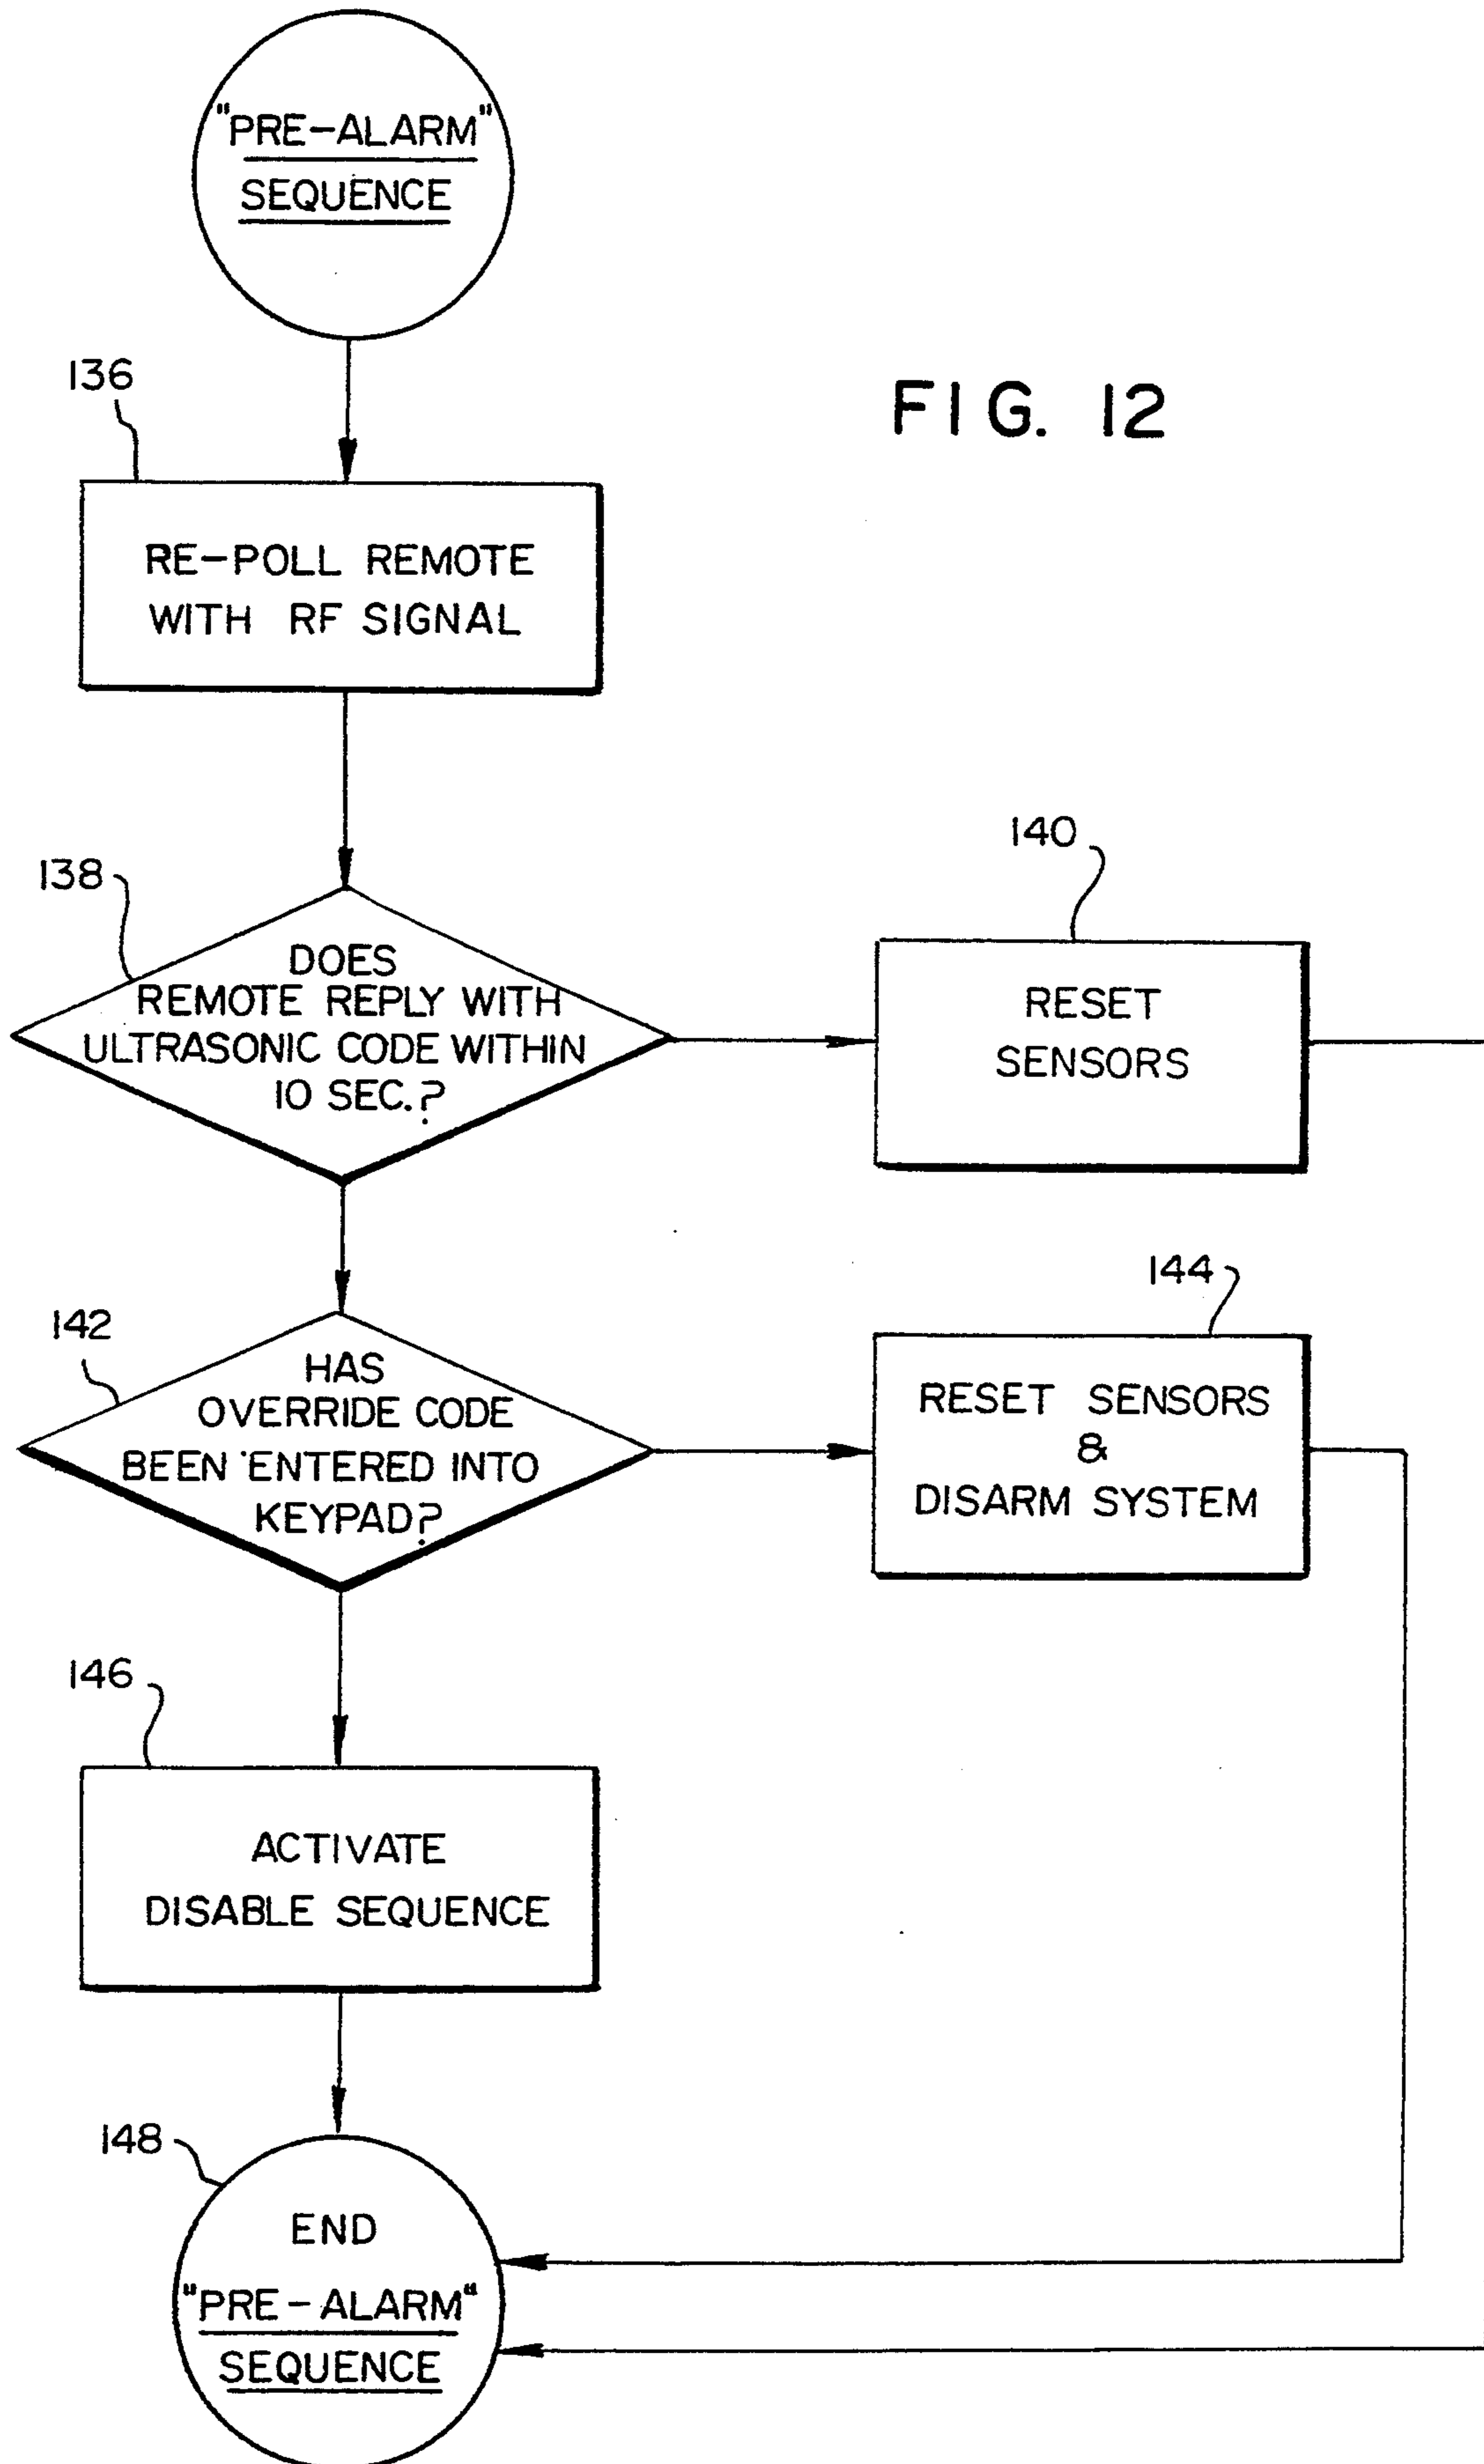 "PRE-ALARM"
SEQUENCE
FIG. 12
136
RE-POLL REMOTE
WITH RF SIGNAL
138
DOES
REMOTE REPLY WITH
ULTRASONIC CODE WITHIN
10 SEC.?
140
RESET
SENSORS
142
HAS
OVERRIDE CODE
BEEN ENTERED INTO
KEYPAD?
144
RESET SENSORS
&
DISARM SYSTEM
146
ACTIVATE
DISABLE SEQUENCE
148
END
"PRE-ALARM"
SEQUENCE